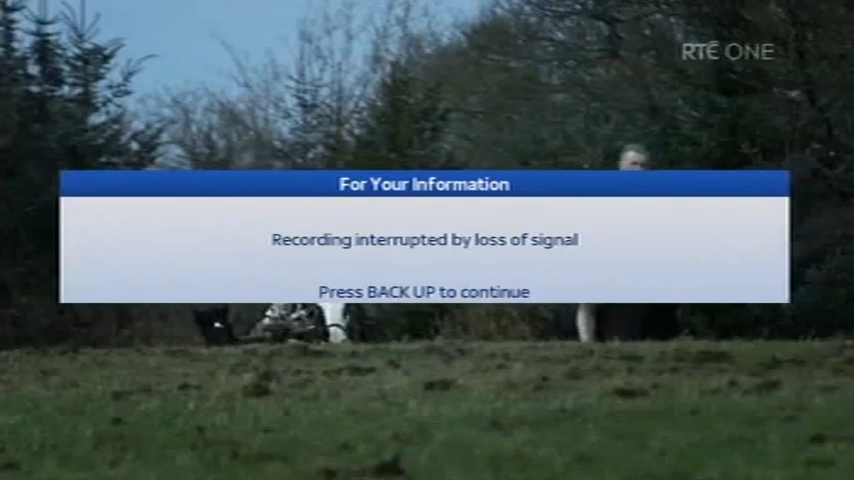 RTÉ ONE
For Your Information
Recording interrupted by loss of signal
Press BACK UP to continue